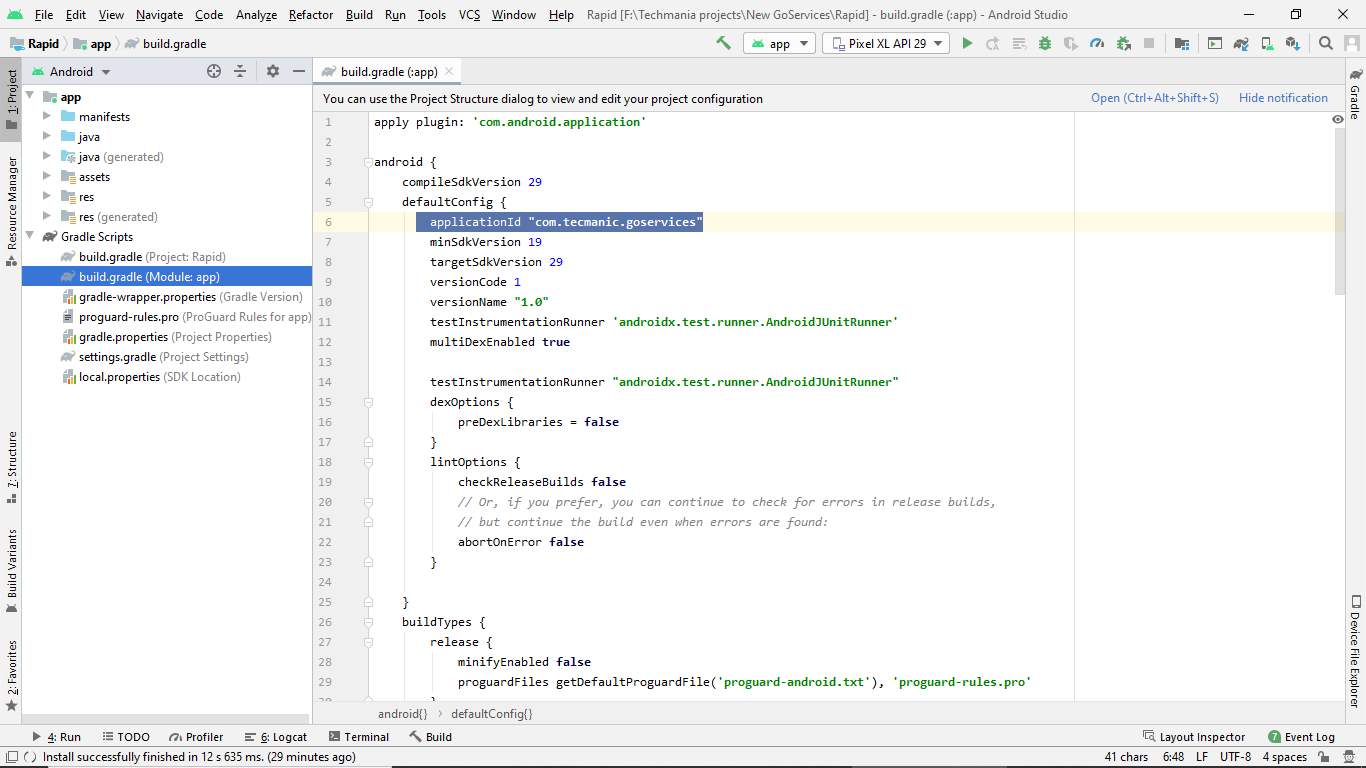 File Edit View Navigate Code Analyze Refactor Build Run Tools VCS Window Help Rapid [F:\Techmania projects\New GoServices\Rapid] - build.gradle (:app) - Android Studio
Rapid app build.gradle app Pixel XL API 29
Android build.gradle (:app)
You can use the Project Structure dialog to view and edit your project configuration Open (Ctrl+Alt+Shift+S) Hide notification
1: Project
Resource Manager
Z: Structure
Build Variants
2: Favorites
app
manifests
java
java (generated)
assets
res
res (generated)
Gradle Scripts
build.gradle (Project: Rapid)
build.gradle (Module: app)
gradle-wrapper.properties (Gradle Version)
proguard-rules.pro (ProGuard Rules for app)
gradle.properties (Project Properties)
settings.gradle (Project Settings)
local.properties (SDK Location)
1 apply plugin: 'com.android.application'
2
3 android {
4 compileSdkVersion 29
5 defaultConfig {
6 applicationId "com.tecmanic.goservices"
7 minSdkVersion 19
8 targetSdkVersion 29
9 versionCode 1
10 versionName "1.0"
11 testInstrumentationRunner 'androidx.test.runner.AndroidJUnitRunner'
12 multiDexEnabled true
13
14 testInstrumentationRunner "androidx.test.runner.AndroidJUnitRunner"
15 dexOptions {
16 preDexLibraries = false
17 }
18 lintOptions {
19 checkReleaseBuilds false
20 // Or, if you prefer, you can continue to check for errors in release builds,
21 // but continue the build even when errors are found:
22 abortOnError false
23 }
24
25 }
26 buildTypes {
27 release {
28 minifyEnabled false
29 proguardFiles getDefaultProguardFile('proguard-android.txt'), 'proguard-rules.pro'
android{} › defaultConfig{}
Gradle
Device File Explorer
4: Run TODO Profiler 6: Logcat Terminal Build Layout Inspector 7 Event Log
Install successfully finished in 12 s 635 ms. (29 minutes ago) 41 chars 6:48 LF UTF-8 4 spaces